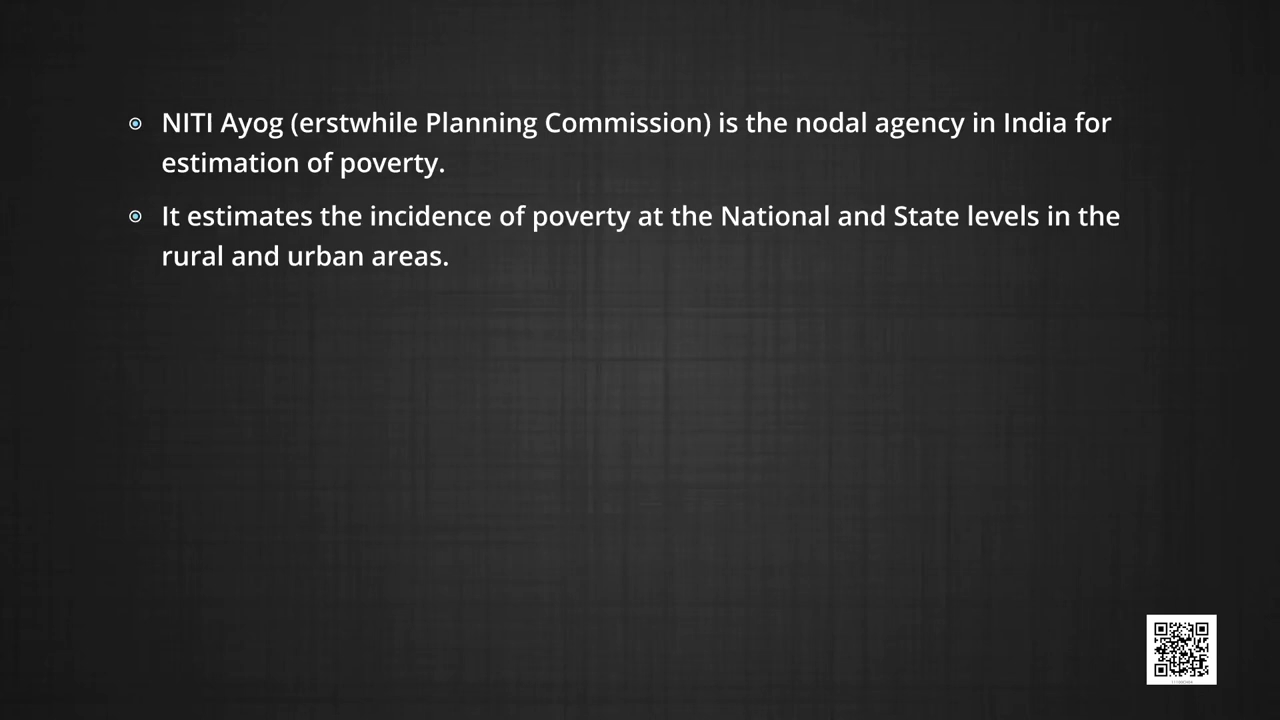 NITI Ayog (erstwhile Planning Commission) is the nodal agency in India for
estimation of poverty.
It estimates the incidence of poverty at the National and State levels in the
rural and urban areas.